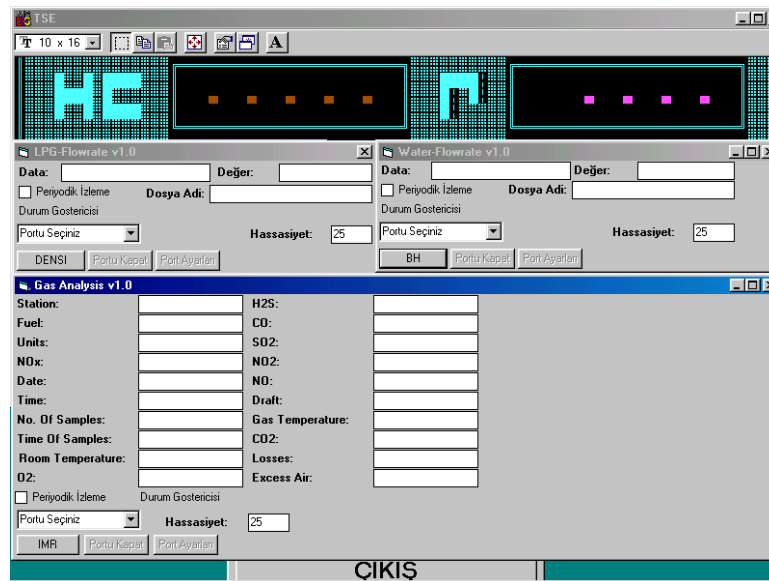 TSE
10 x 16
A
HC
LPG-Flowrate v1.0
Data:
Değer:
Periyodik İzleme
Dosya Adi:
Durum Gostericisi
Portu Seçiniz
Hassasiyet: 25
DENSI
Portu Kapat
Port Ayarları
Water-Flowrate v1.0
Data:
Değer:
Periyodik İzleme
Dosya Adi:
Durum Gostericisi
Portu Seçiniz
Hassasiyet: 25
BH
Portu Kapat
Port Ayarları
Gas Analysis v1.0
Station:
H2S:
Fuel:
CO:
Units:
SO2:
NOx:
NO2:
Date:
NO:
Time:
Draft:
No. Of Samples:
Gas Temperature:
Time Of Samples:
CO2:
Room Temperature:
Losses:
O2:
Excess Air:
Periyodik İzleme
Durum Gostericisi
Portu Seçiniz
Hassasiyet: 25
IMR
Portu Kapat
Port Ayarları
ÇIKIŞ